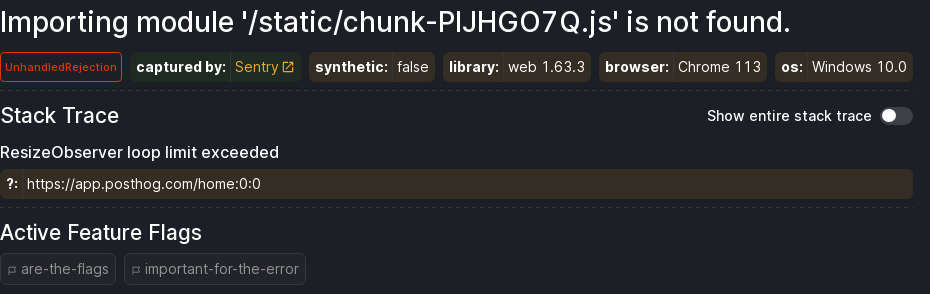 Importing module '/static/chunk-PIJHGO7Q.js' is not found.
UnhandledRejection captured by: Sentry synthetic: false library: web 1.63.3 browser: Chrome 113 os: Windows 10.0
Stack Trace Show entire stack trace
ResizeObserver loop limit exceeded
?: https://app.posthog.com/home:0:0
Active Feature Flags
are-the-flags important-for-the-error